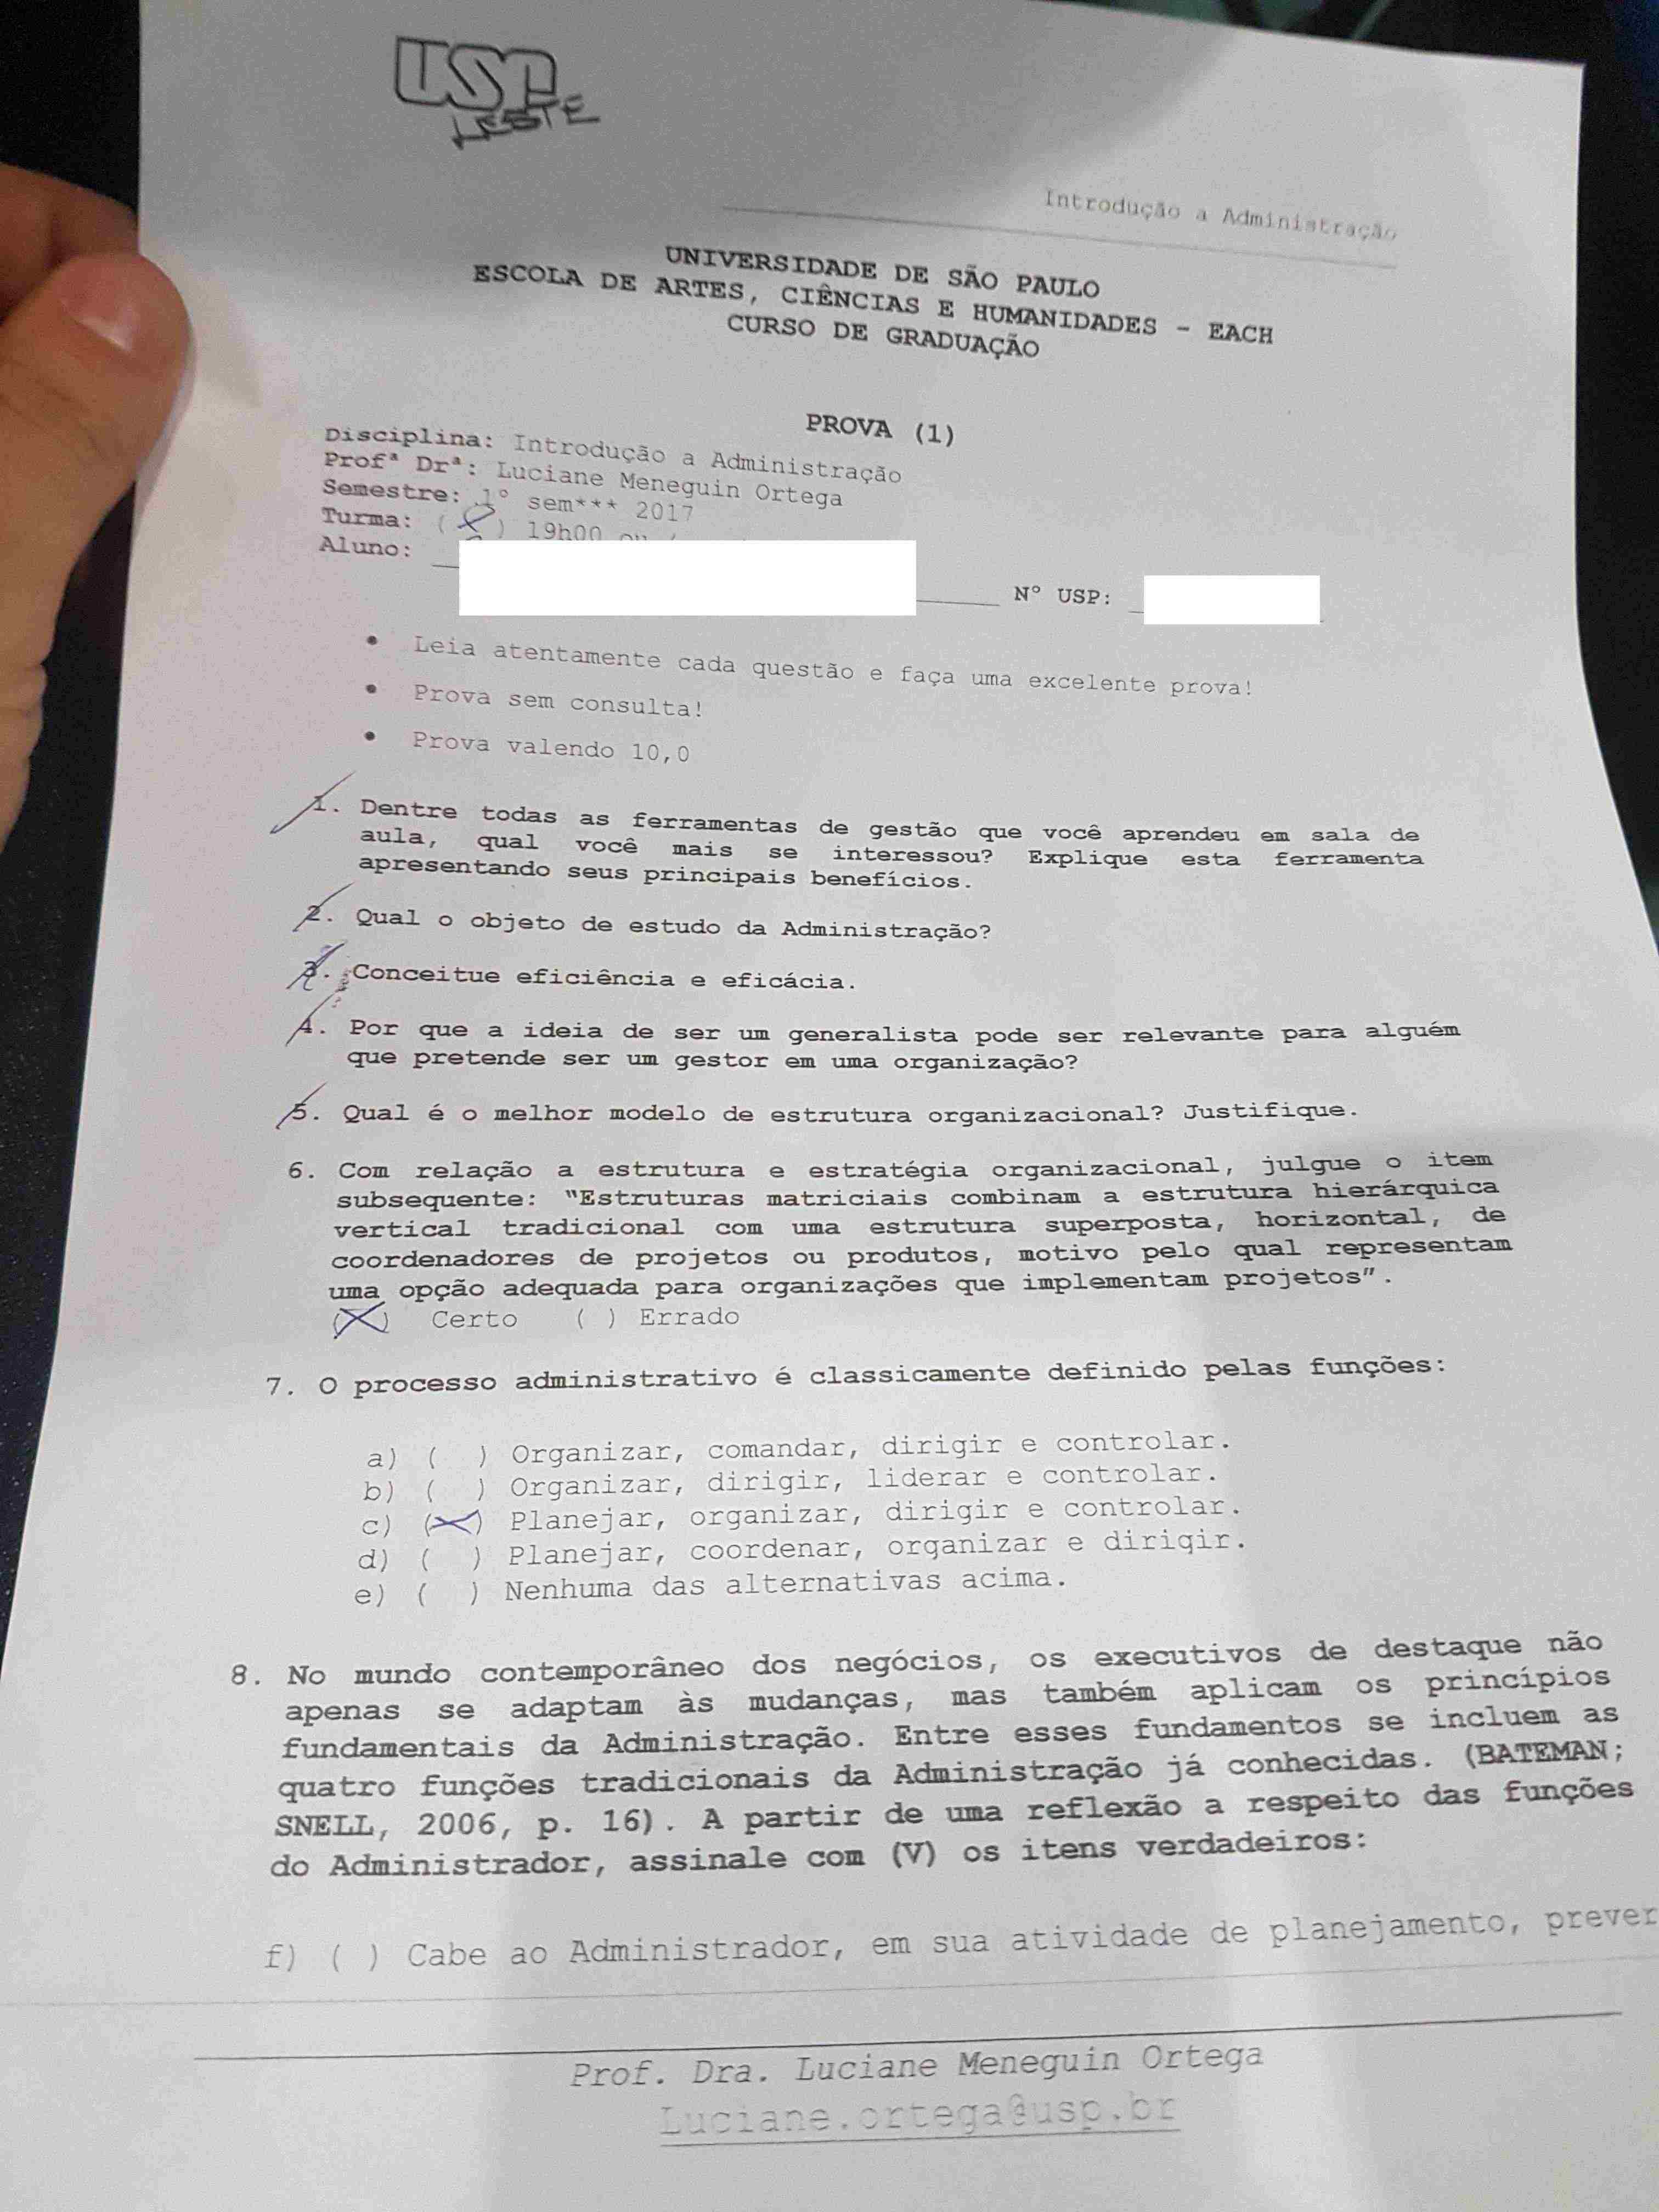 USP
LESTE
Introdução a Administração
UNIVERSIDADE DE SÃO PAULO
ESCOLA DE ARTES, CIÊNCIAS E HUMANIDADES - EACH
CURSO DE GRADUAÇÃO
PROVA (1)
Disciplina: Introdução a Administração
Profª Drª: Luciane Meneguin Ortega
Semestre: 1º sem*** 2017
Turma: (X) 19h00 ou (
Aluno:
Nº USP:
• Leia atentamente cada questão e faça uma excelente prova!
• Prova sem consulta!
• Prova valendo 10,0
1. Dentre todas as ferramentas de gestão que você aprendeu em sala de
aula, qual você mais se interessou? Explique esta ferramenta
apresentando seus principais benefícios.
2. Qual o objeto de estudo da Administração?
3. Conceitue eficiência e eficácia.
4. Por que a ideia de ser um generalista pode ser relevante para alguém
que pretende ser um gestor em uma organização?
5. Qual é o melhor modelo de estrutura organizacional? Justifique.
6. Com relação a estrutura e estratégia organizacional, julgue o item
subsequente: "Estruturas matriciais combinam a estrutura hierárquica
vertical tradicional com uma estrutura superposta, horizontal, de
coordenadores de projetos ou produtos, motivo pelo qual representam
uma opção adequada para organizações que implementam projetos".
(X) Certo ( ) Errado
7. O processo administrativo é classicamente definido pelas funções:
a) ( ) Organizar, comandar, dirigir e controlar.
b) ( ) Organizar, dirigir, liderar e controlar.
c) (X) Planejar, organizar, dirigir e controlar.
d) ( ) Planejar, coordenar, organizar e dirigir.
e) ( ) Nenhuma das alternativas acima.
8. No mundo contemporâneo dos negócios, os executivos de destaque não
apenas se adaptam às mudanças, mas também aplicam os princípios
fundamentais da Administração. Entre esses fundamentos se incluem as
quatro funções tradicionais da Administração já conhecidas. (BATEMAN;
SNELL, 2006, p. 16). A partir de uma reflexão a respeito das funções
do Administrador, assinale com (V) os itens verdadeiros:
f) ( ) Cabe ao Administrador, em sua atividade de planejamento, prever
Prof. Dra. Luciane Meneguin Ortega
Luciane.ortega@usp.br